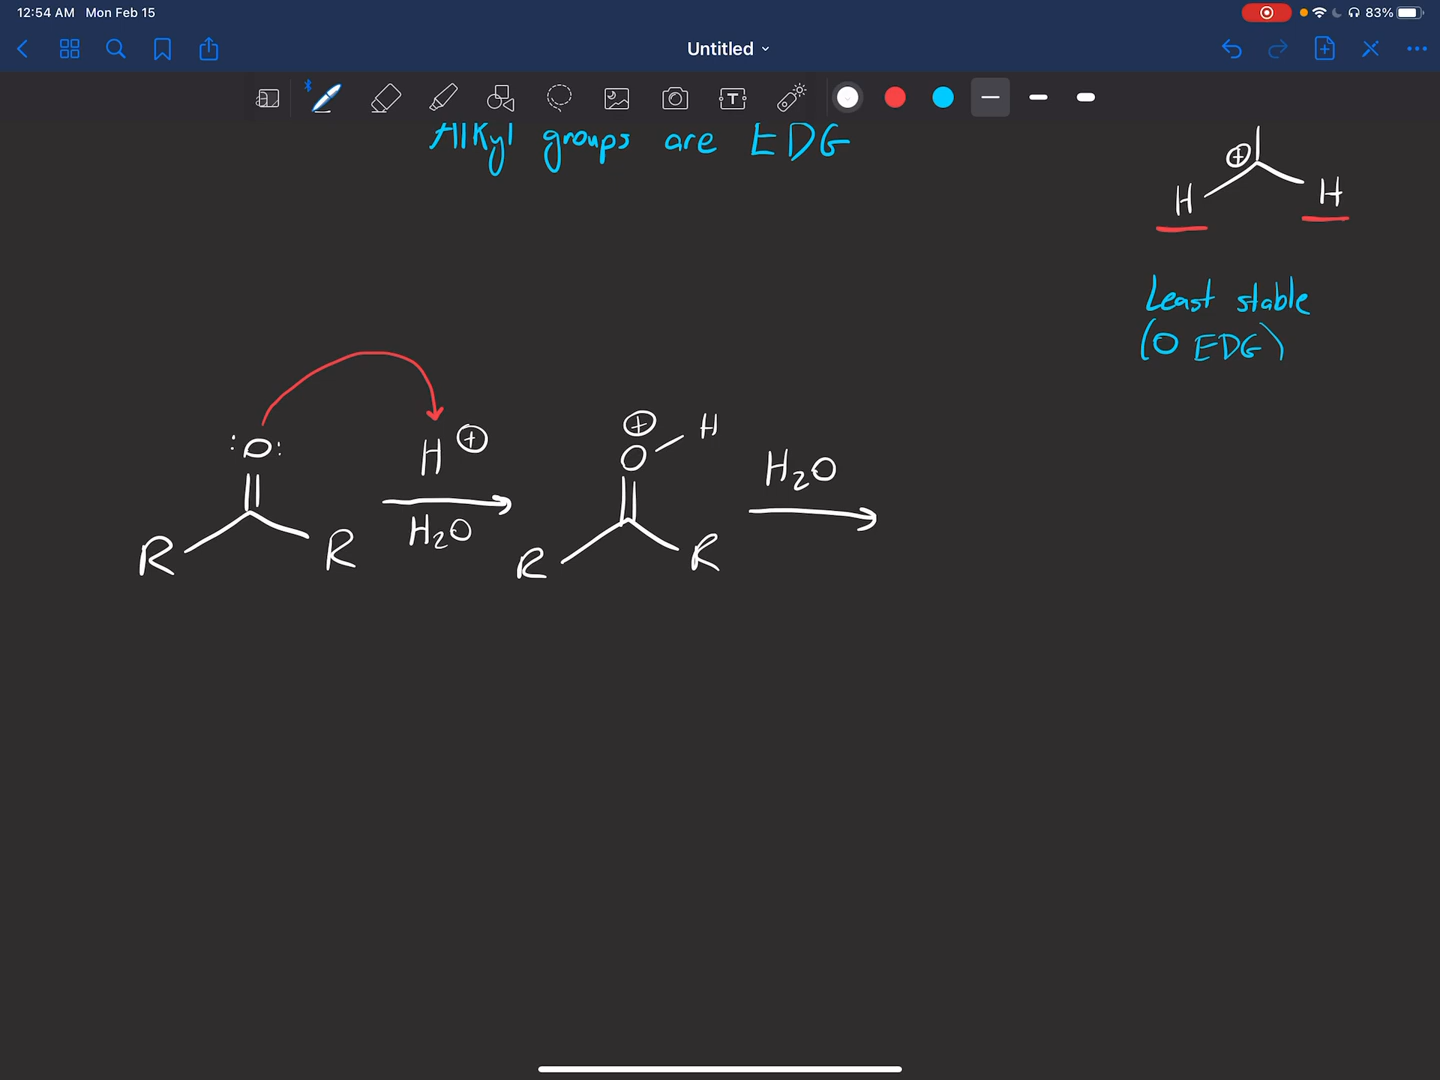 12:54 AM Mon Feb 15
83%
Untitled
T
Alkyl groups are EDG
⊕
H H
Least stable
(0 EDG)
:O: H ⊕
H₂O
R R
⊕
O H
R R
H₂O